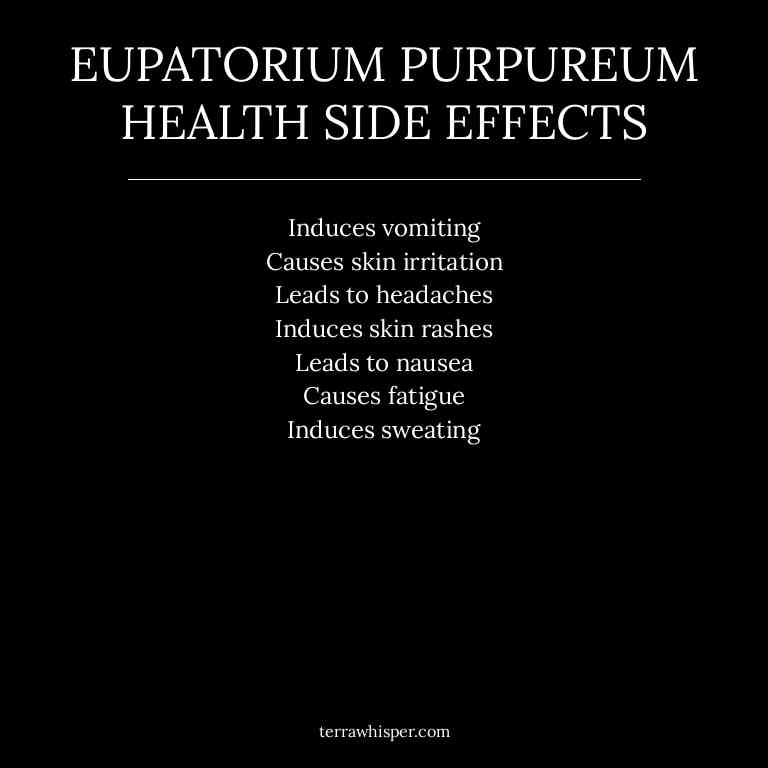 EUPATORIUM PURPUREUM
HEALTH SIDE EFFECTS
Induces vomiting
Causes skin irritation
Leads to headaches
Induces skin rashes
Leads to nausea
Causes fatigue
Induces sweating
terrawhisper.com